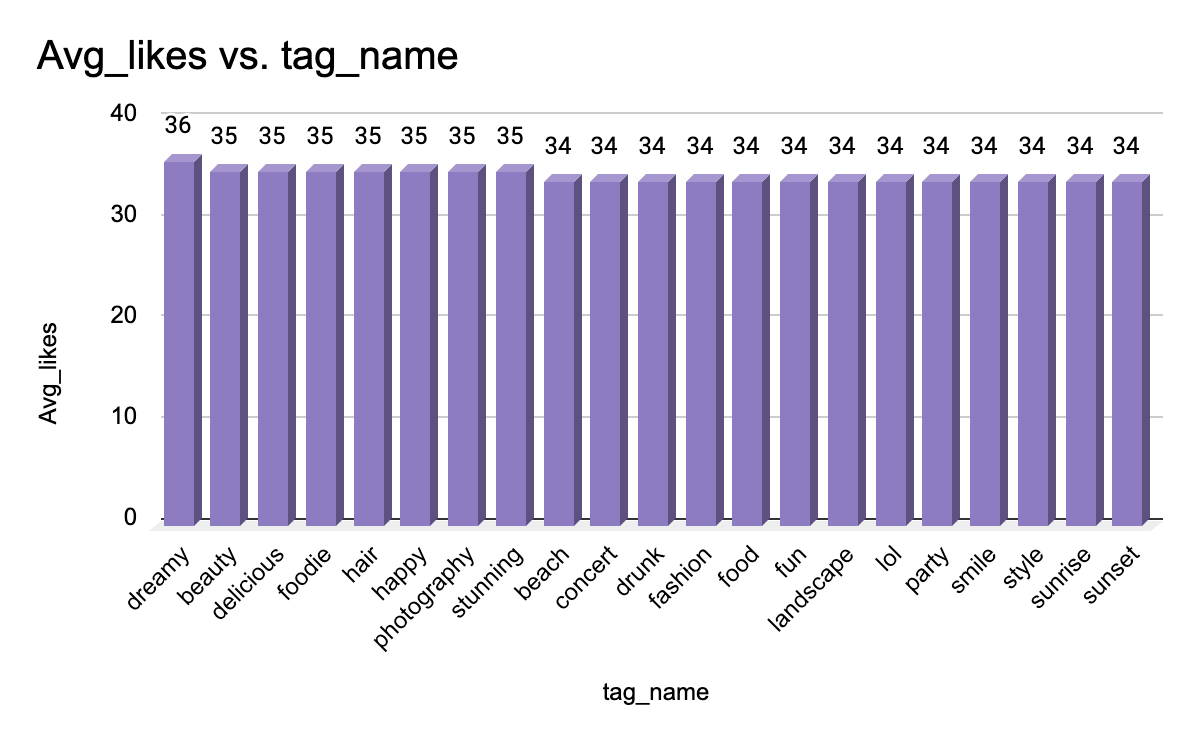 Avg_likes vs. tag_name
40
36 35 35 35 35 35 35 35 34 34 34 34 34 34 34 34 34 34 34 34 34
30
20
10
0
Avg_likes
dreamy beauty delicious foodie hair happy photography stunning beach concert drunk fashion food fun landscape lol party smile style sunrise sunset
tag_name